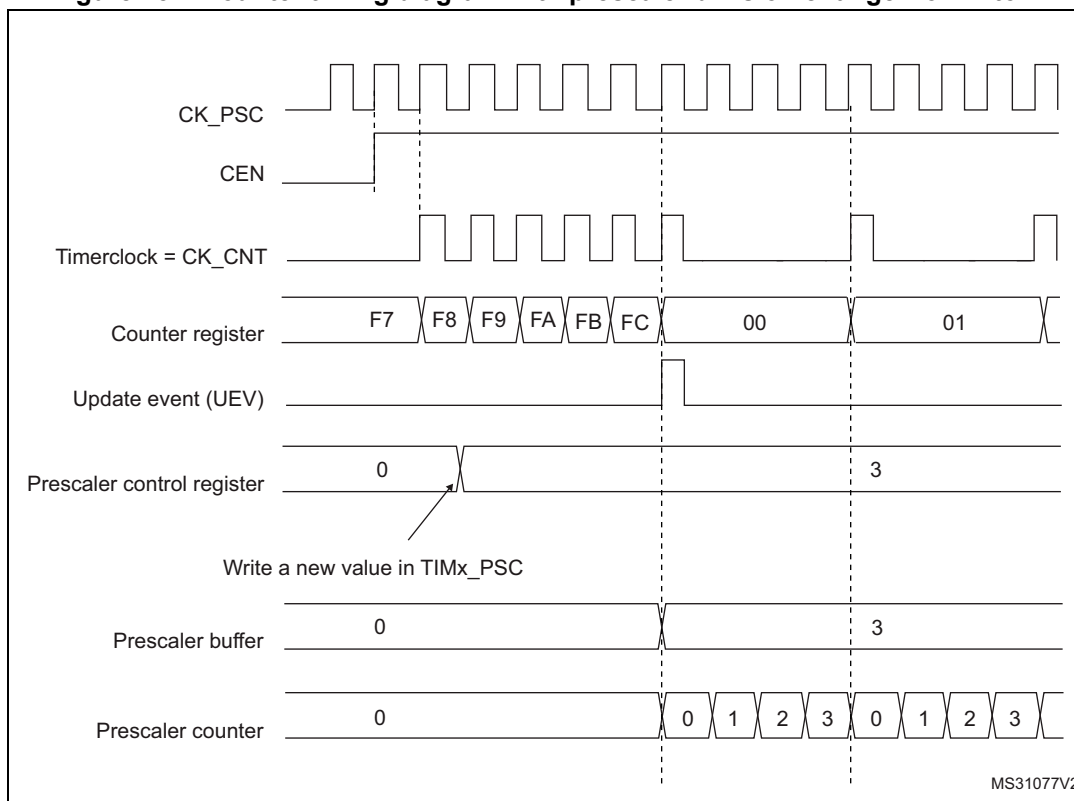 CK_PSC
CEN
Timerclock = CK_CNT
Counter register F7 F8 F9 FA FB FC 00 01
Update event (UEV)
Prescaler control register 0 3
Write a new value in TIMx_PSC
Prescaler buffer 0 3
Prescaler counter 0 0 1 2 3 0 1 2 3
MS31077V2